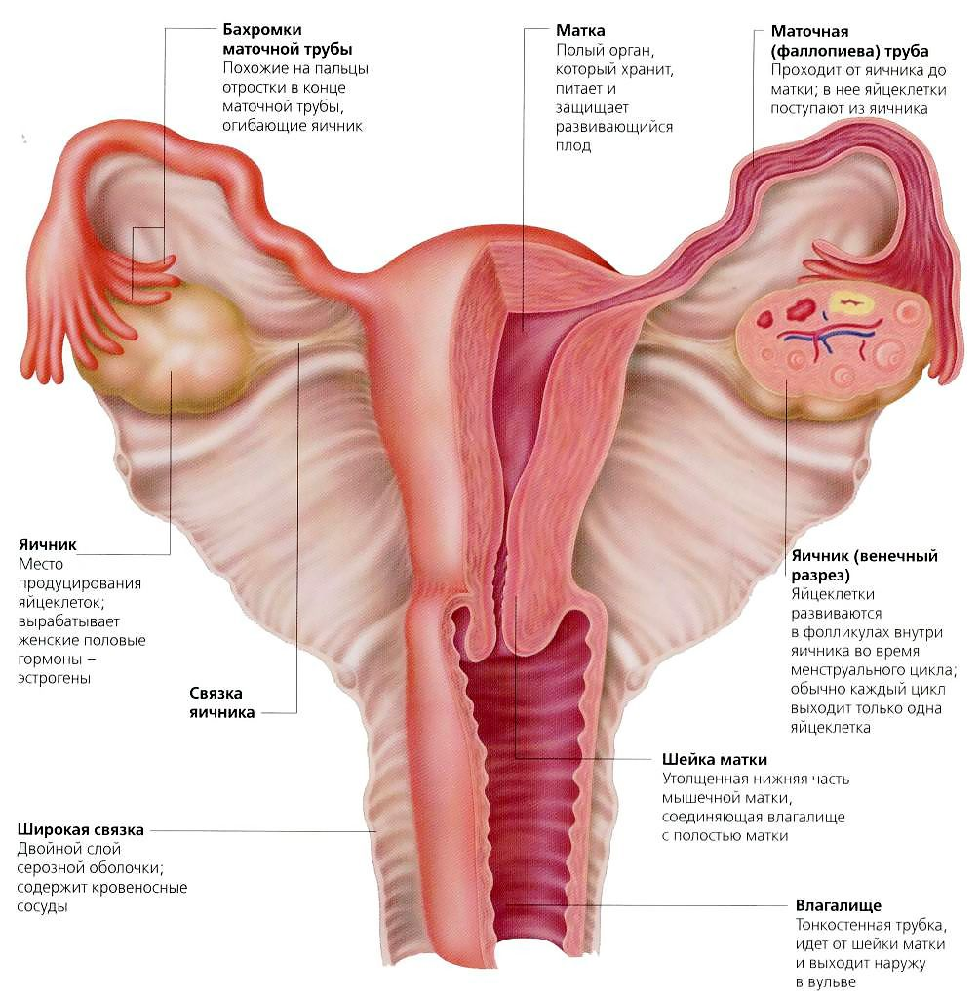 Бахромки
маточной трубы
Похожие на пальцы
отростки в конце
маточной трубы,
огибающие яичник
Матка
Полый орган,
который хранит,
питает и
защищает
развивающийся
плод
Маточная
(фаллопиева) труба
Проходит от яичника до
матки; в нее яйцеклетки
поступают из яичника
Яичник
Место
продуцирования
яйцеклеток;
вырабатывает
женские половые
гормоны –
эстрогены
Связка
яичника
Яичник (венечный
разрез)
Яйцеклетки
развиваются
в фолликулах внутри
яичника во время
менструального цикла;
обычно каждый цикл
выходит только одна
яйцеклетка
Шейка матки
Утолщенная нижняя часть
мышечной матки,
соединяющая влагалище
с полостью матки
Широкая связка
Двойной слой
серозной оболочки;
содержит кровеносные
сосуды
Влагалище
Тонкостенная трубка,
идет от шейки матки
и выходит наружу
в вульве